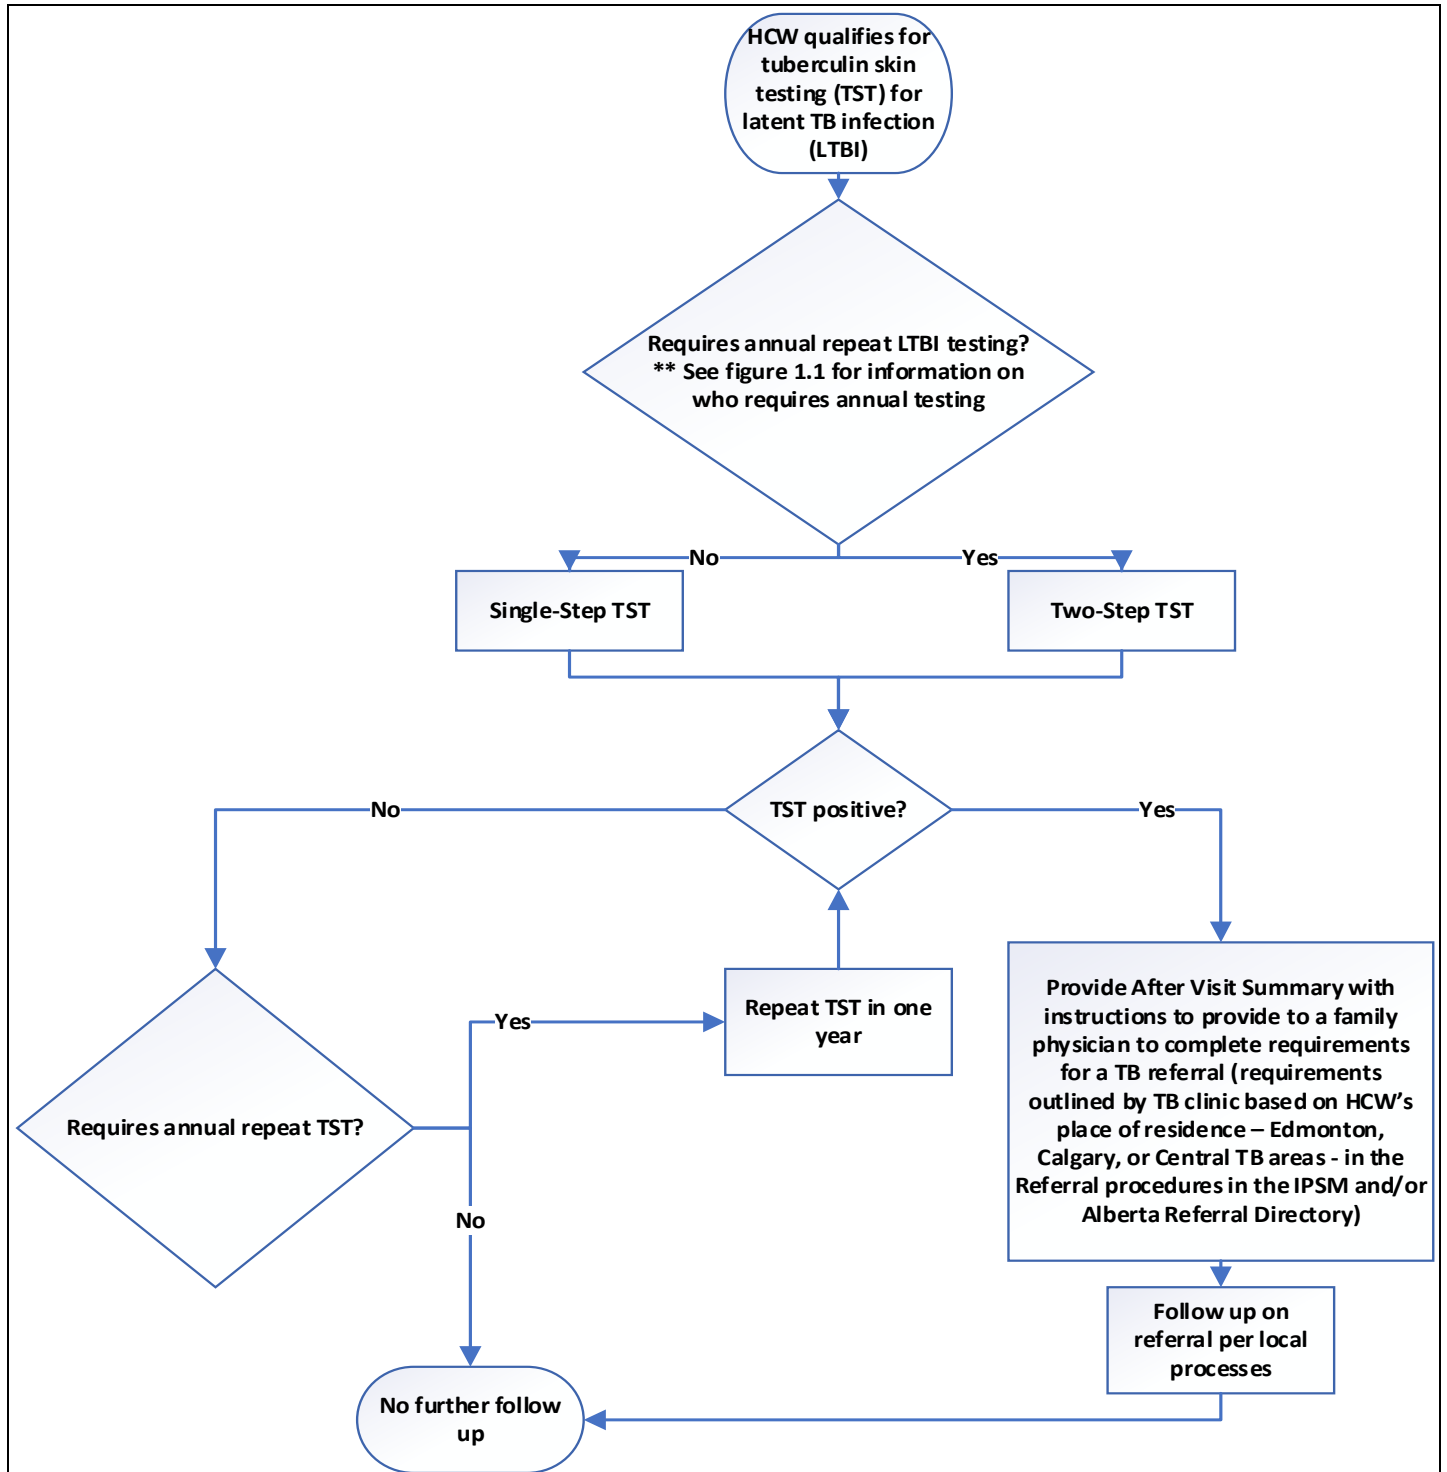 HCW qualifies for
tuberculin skin
testing (TST) for
latent TB infection
(LTBI)
Requires annual repeat LTBI testing?
** See figure 1.1 for information on
who requires annual testing
No
Yes
Single-Step TST
Two-Step TST
TST positive?
No
Yes
Requires annual repeat TST?
Yes
Repeat TST in one
year
No
Provide After Visit Summary with
instructions to provide to a family
physician to complete requirements
for a TB referral (requirements
outlined by TB clinic based on HCW’s
place of residence – Edmonton,
Calgary, or Central TB areas - in the
Referral procedures in the IPSM and/or
Alberta Referral Directory)
Follow up on
referral per local
processes
No further follow
up